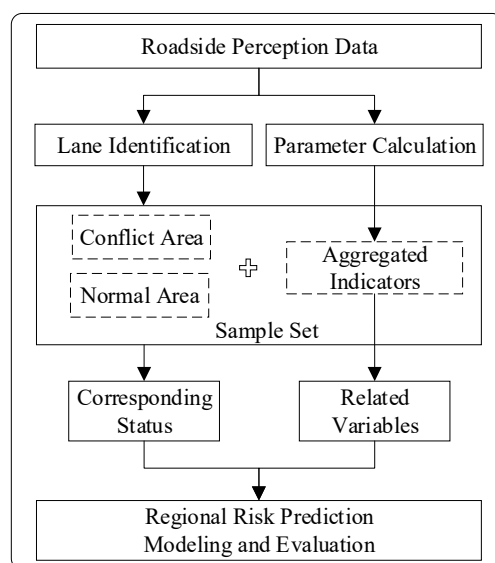 Roadside Perception Data
Lane Identification
Parameter Calculation
Conflict Area
Normal Area
Aggregated
Indicators
Sample Set
Corresponding
Status
Related
Variables
Regional Risk Prediction
Modeling and Evaluation